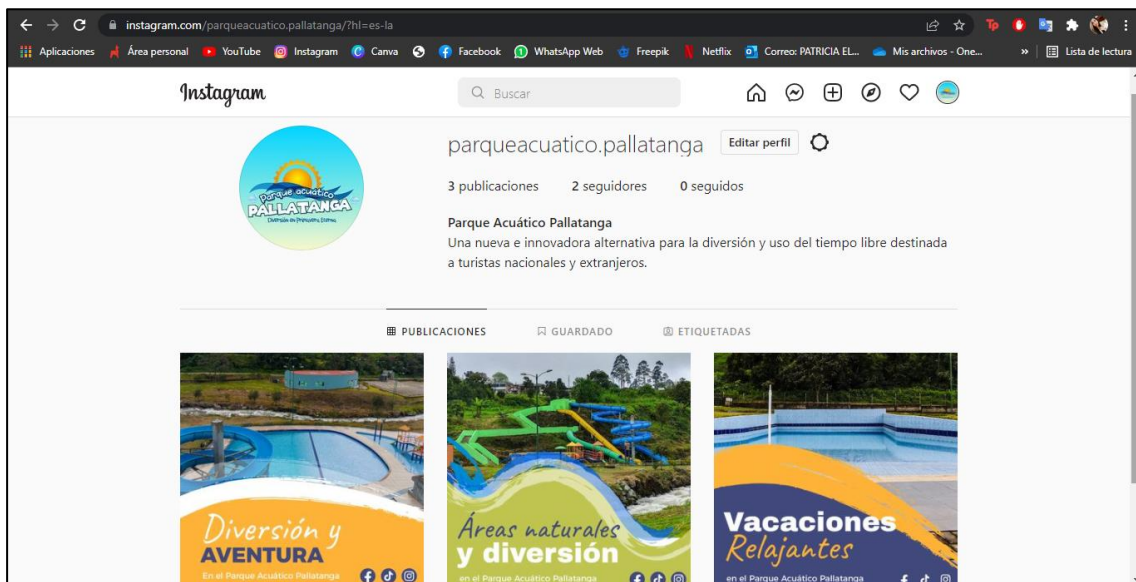 instagram.com/parqueacuatico.pallatanga/?hl=es-la
Aplicaciones Área personal YouTube Instagram Canva Facebook WhatsApp Web Freepik Netflix Correo: PATRICIA EL... Mis archivos - One... » Lista de lectura
Instagram
Buscar
parqueacuatico.pallatanga Editar perfil
3 publicaciones 2 seguidores 0 seguidos
Parque Acuático Pallatanga
Una nueva e innovadora alternativa para la diversión y uso del tiempo libre destinada
a turistas nacionales y extranjeros.
Parque acuático
PALLATANGA
Diversión en Primavera Eterna
PUBLICACIONES GUARDADO ETIQUETADAS
Diversión y
AVENTURA
En el Parque Acuático Pallatanga
Áreas naturales
y diversión
en el Parque Acuático Pallatanga
Vacaciones
Relajantes
en el Parque Acuático Pallatanga